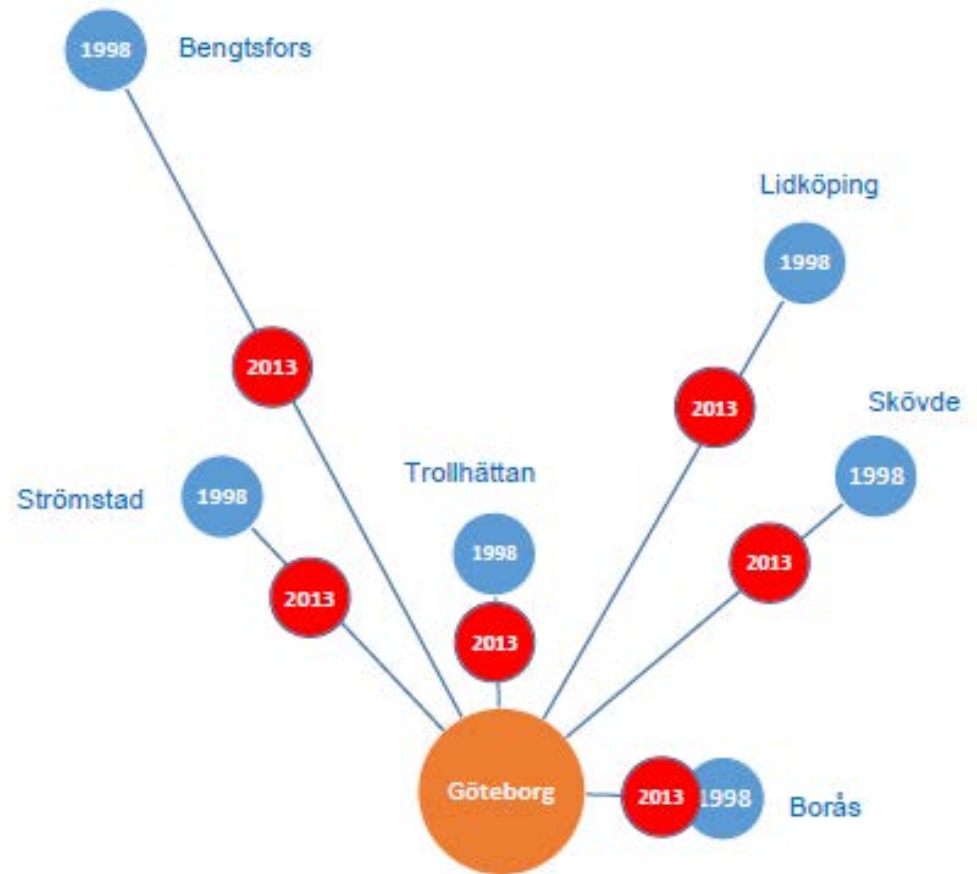 1998 Bengtsfors
Lidköping
1998
2013
2013
Skövde
Trollhättan
1998
Strömstad
1998
1998
2013
2013
2013
Göteborg
2013
1998
Borås